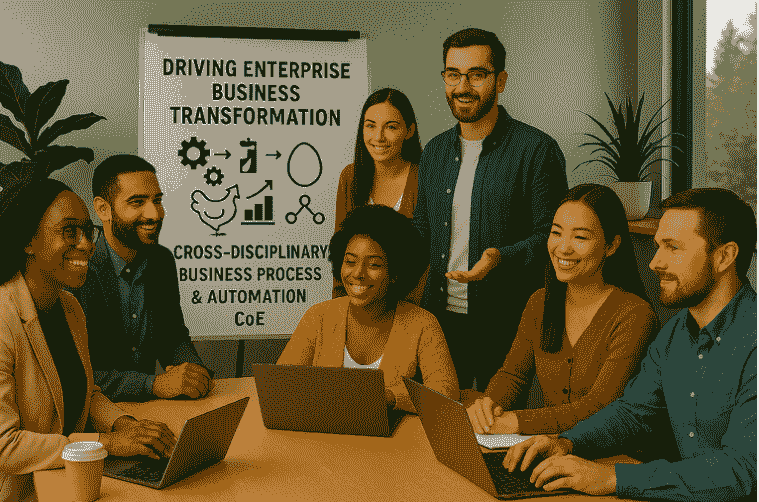 DRIVING ENTERPRISE
BUSINESS
TRANSFORMATION
CROSS-DISCIPLINARY
BUSINESS PROCESS
& AUTOMATION
CoE